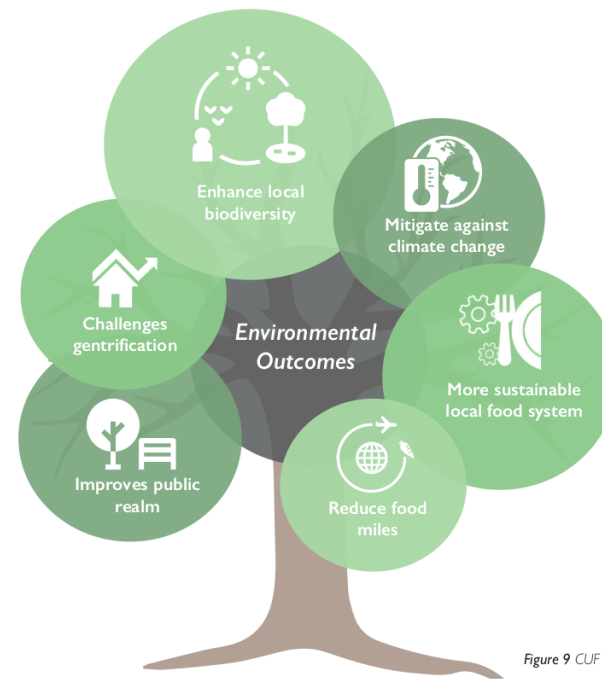 Enhance local
biodiversity
Mitigate against
climate change
Challenges
gentrification
Environmental
Outcomes
More sustainable
local food system
Improves public
realm
Reduce food
miles
Figure 9 CUF